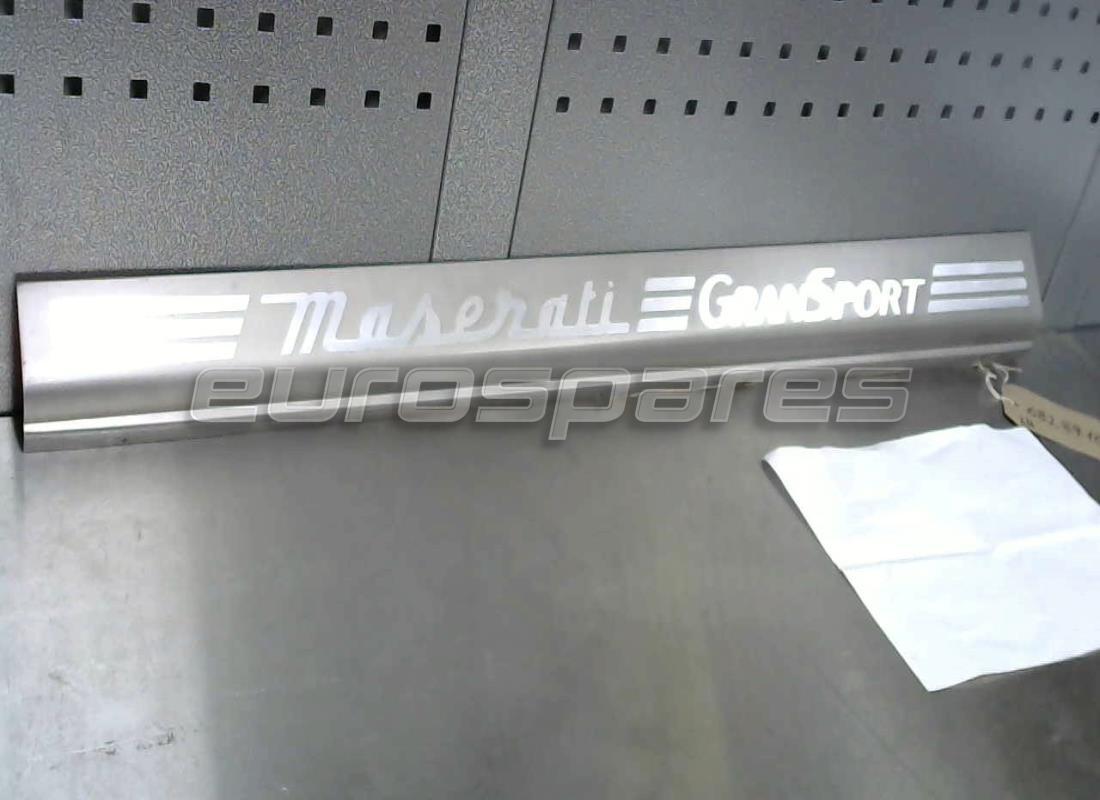 Maserati GranSport
eurospares